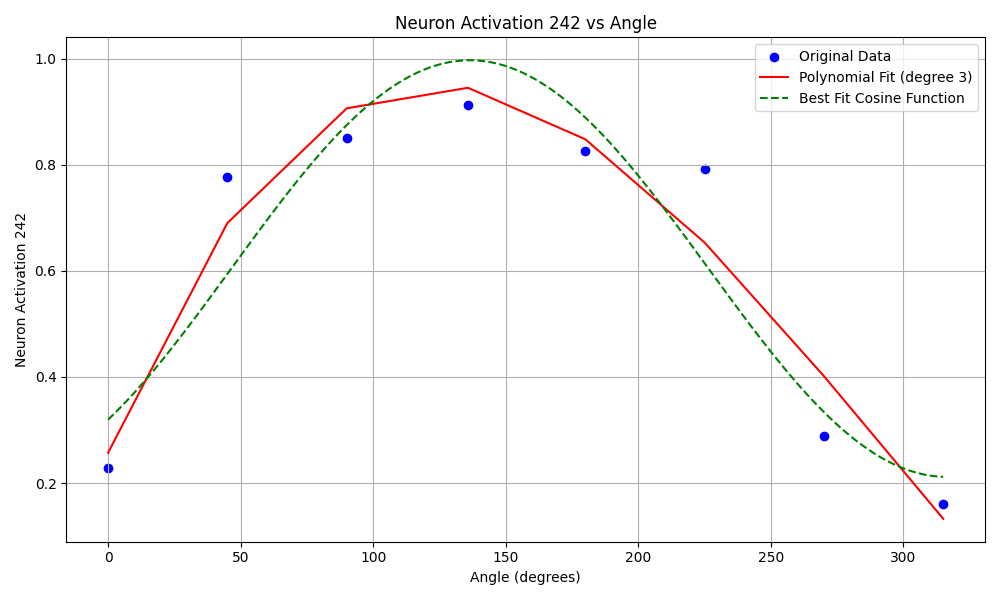 Neuron Activation 242 vs Angle
Original Data
Polynomial Fit (degree 3)
Best Fit Cosine Function
Neuron Activation 242
1.0
0.8
0.6
0.4
0.2
0
50
100
150
200
250
300
Angle (degrees)